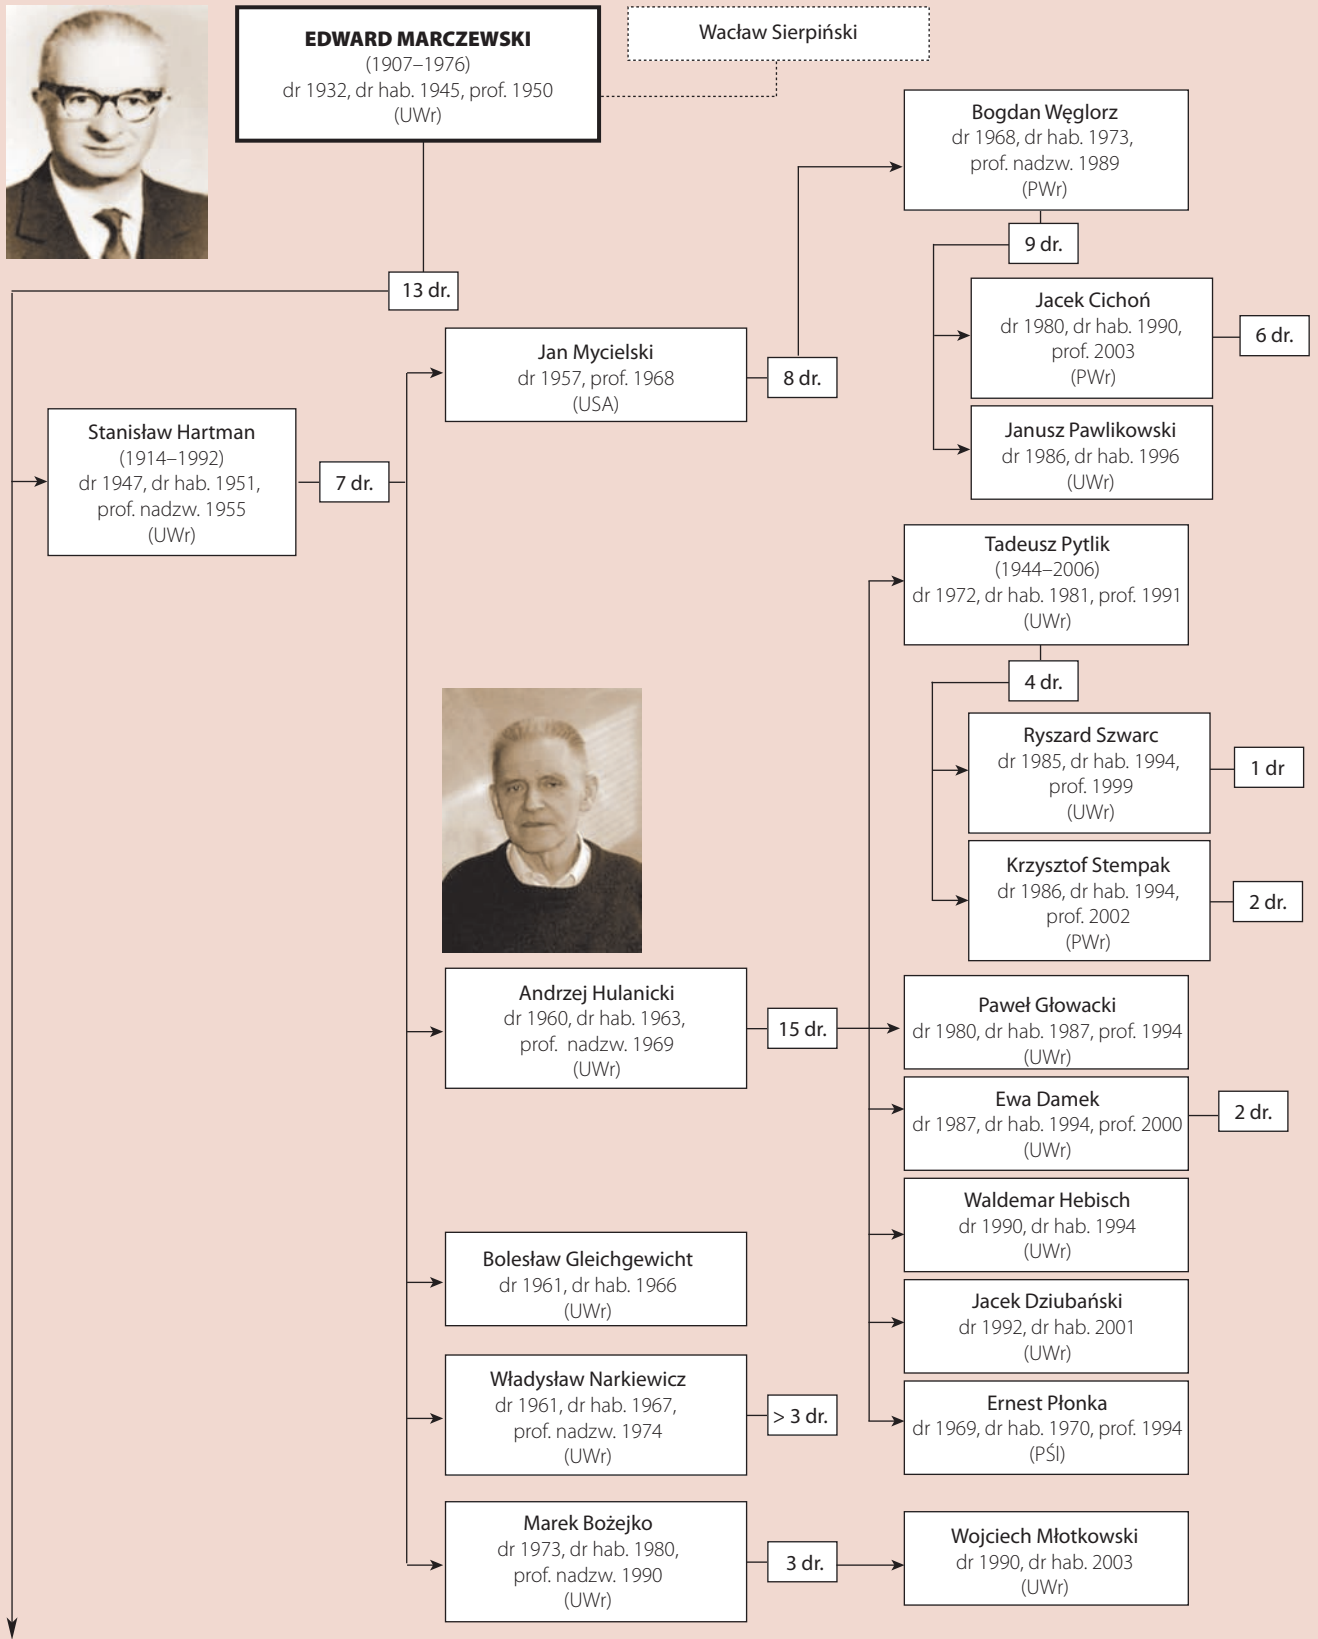 EDWARD MARCZEWSKI
(1907–1976)
dr 1932, dr hab. 1945, prof. 1950
(UWr)
Wacław Sierpiński
13 dr.
Stanisław Hartman
(1914–1992)
dr 1947, dr hab. 1951,
prof. nadzw. 1955
(UWr)
7 dr.
Jan Mycielski
dr 1957, prof. 1968
(USA)
8 dr.
Bogdan Węglorz
dr 1968, dr hab. 1973,
prof. nadzw. 1989
(PWr)
9 dr.
Jacek Cichoń
dr 1980, dr hab. 1990,
prof. 2003
(PWr)
6 dr.
Janusz Pawlikowski
dr 1986, dr hab. 1996
(UWr)
Andrzej Hulanicki
dr 1960, dr hab. 1963,
prof. nadzw. 1969
(UWr)
15 dr.
Tadeusz Pytlik
(1944–2006)
dr 1972, dr hab. 1981, prof. 1991
(UWr)
4 dr.
Ryszard Szwarc
dr 1985, dr hab. 1994,
prof. 1999
(UWr)
1 dr
Krzysztof Stempak
dr 1986, dr hab. 1994,
prof. 2002
(PWr)
2 dr.
Paweł Głowacki
dr 1980, dr hab. 1987, prof. 1994
(UWr)
Ewa Damek
dr 1987, dr hab. 1994, prof. 2000
(UWr)
2 dr.
Waldemar Hebisch
dr 1990, dr hab. 1994
(UWr)
Jacek Dziubański
dr 1992, dr hab. 2001
(UWr)
Ernest Płonka
dr 1969, dr hab. 1970, prof. 1994
(PŚl)
Bolesław Gleichgewicht
dr 1961, dr hab. 1966
(UWr)
Władysław Narkiewicz
dr 1961, dr hab. 1967,
prof. nadzw. 1974
(UWr)
> 3 dr.
Marek Bożejko
dr 1973, dr hab. 1980,
prof. nadzw. 1990
(UWr)
3 dr.
Wojciech Młotkowski
dr 1990, dr hab. 2003
(UWr)